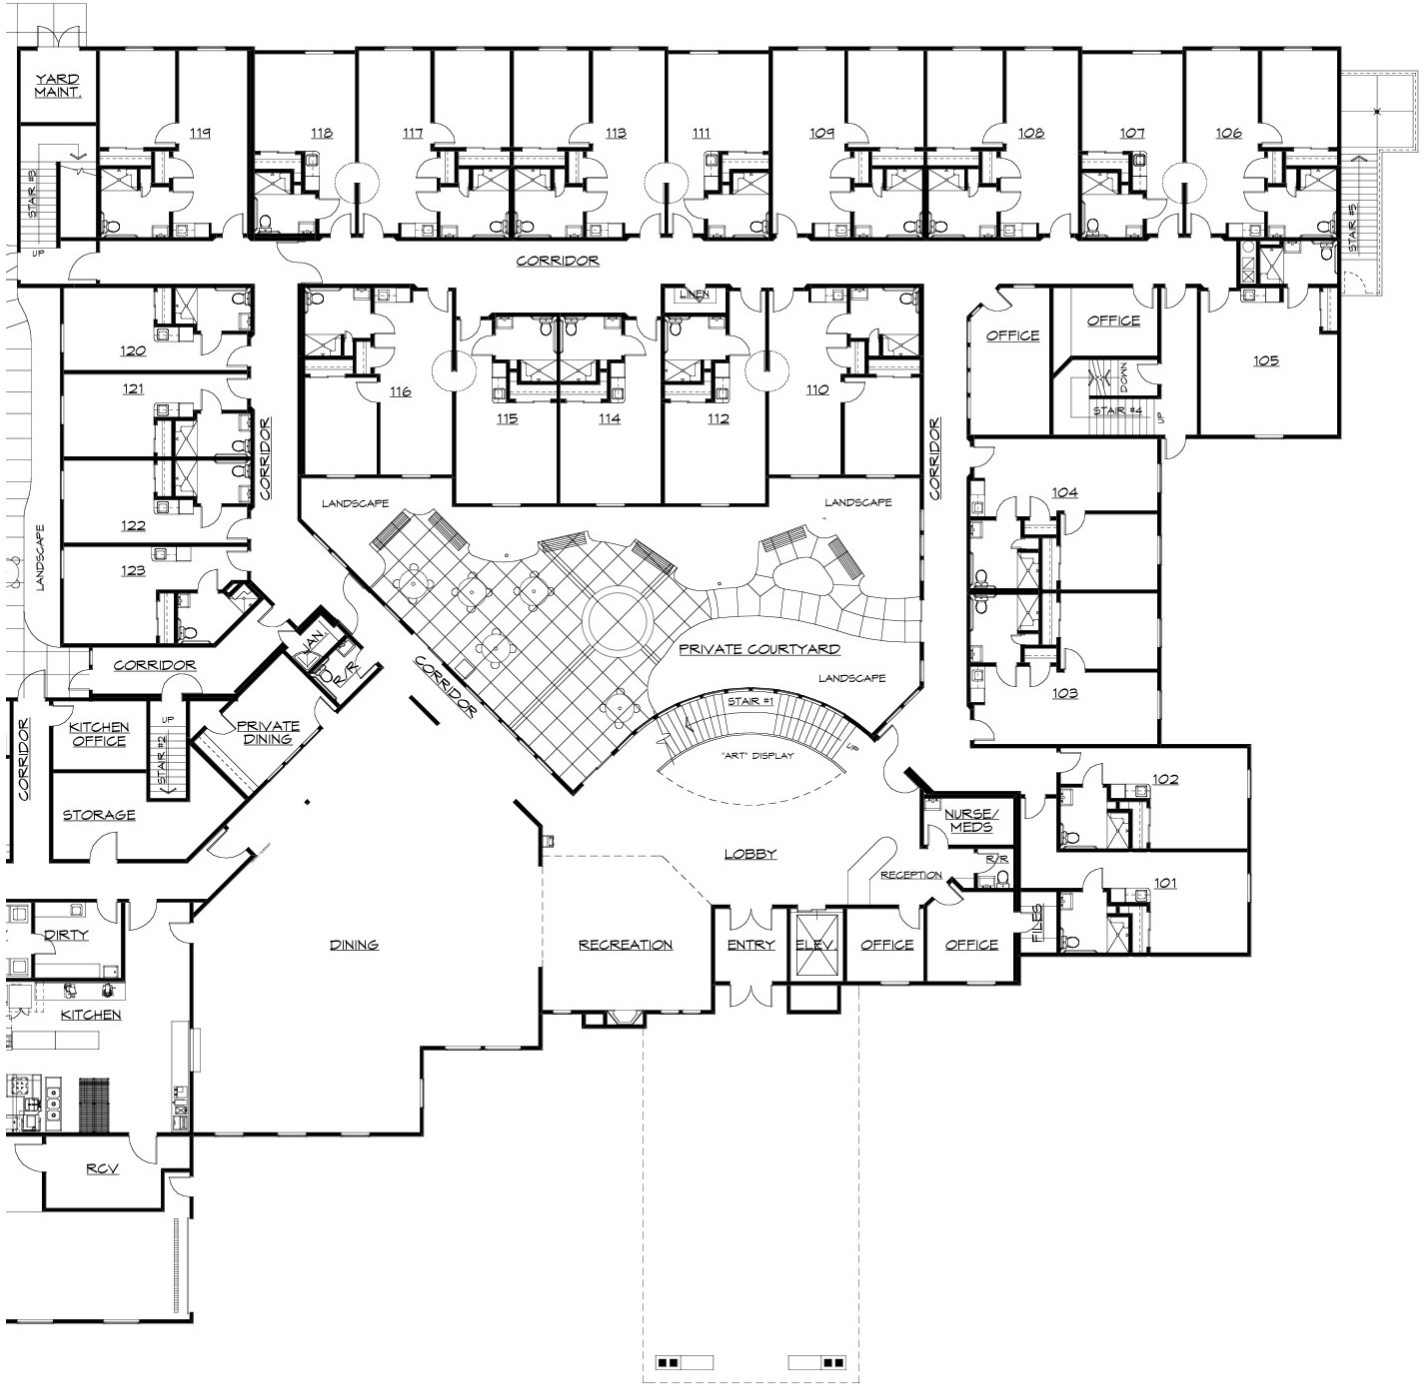 YARD
MAINT.
119
118
117
113
111
109
108
107
106
STAIR #3
UP
STAIR #5
CORRIDOR
LINEN
120
121
122
123
CORRIDOR
116
115
114
112
110
CORRIDOR
OFFICE
OFFICE
DOWN
STAIR #4
UP
105
LANDSCAPE
LANDSCAPE
LANDSCAPE
104
103
PRIVATE COURTYARD
LANDSCAPE
CORRIDOR
JAN.
R/R
CORRIDOR
STAIR #1
UP
"ART" DISPLAY
CORRIDOR
KITCHEN
OFFICE
UP
STAIR #2
PRIVATE
DINING
STORAGE
102
NURSE/
MEDS
R/R
LOBBY
RECEPTION
101
FILES
DIRTY
DINING
RECREATION
ENTRY
ELEV.
OFFICE
OFFICE
KITCHEN
RCV